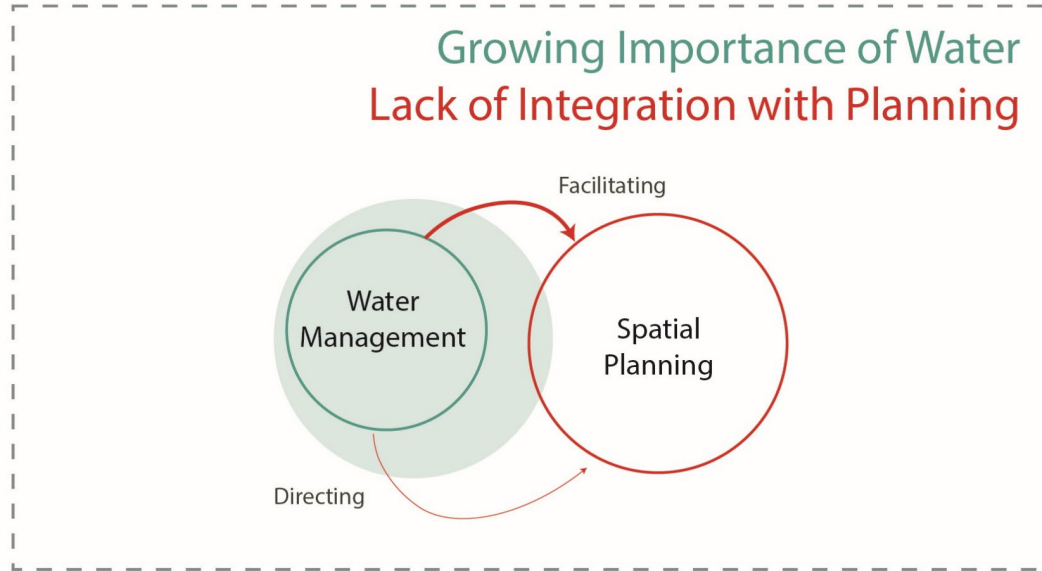 Growing Importance of Water
Lack of Integration with Planning
Facilitating
Water
Management
Spatial
Planning
Directing